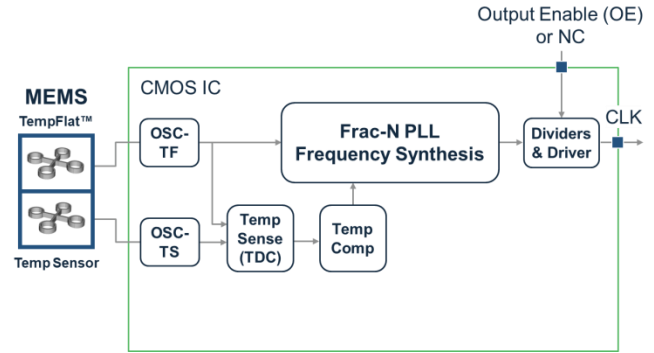 Output Enable (OE)
or NC
CMOS IC
MEMS
TempFlat™
OSC-
TF
Frac-N PLL
Frequency Synthesis
Dividers
& Driver
CLK
OSC-
TS
Temp
Sense
(TDC)
Temp
Comp
Temp Sensor